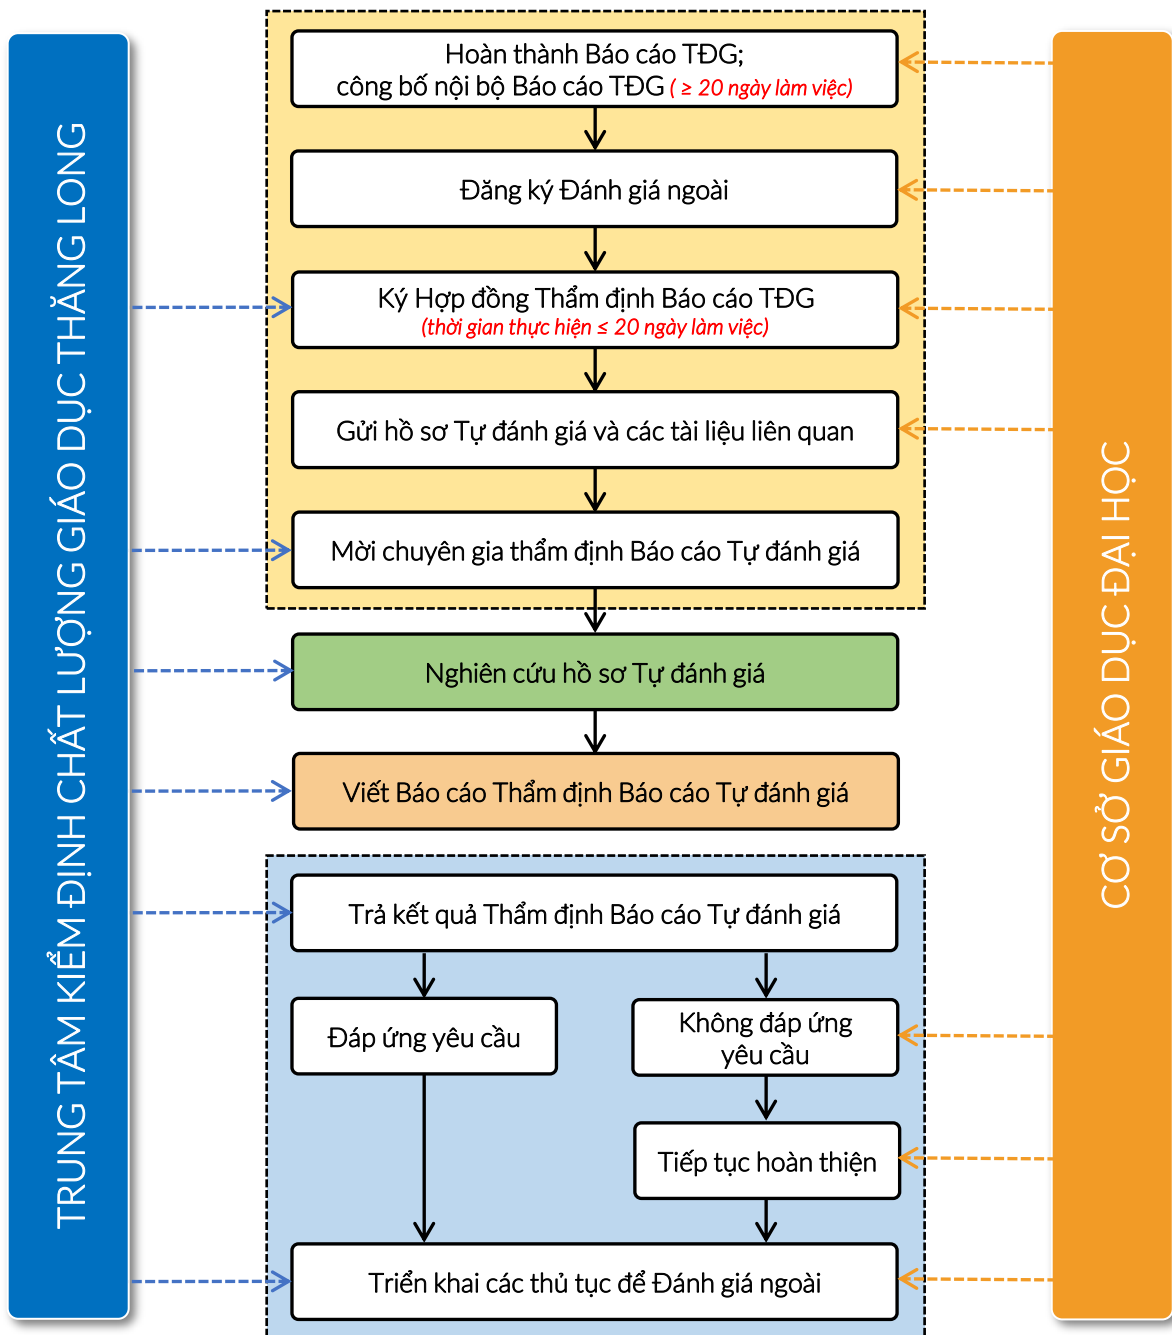 TRUNG TÂM KIỂM ĐỊNH CHẤT LƯỢNG GIÁO DỤC THĂNG LONG
Hoàn thành Báo cáo TĐG;
công bố nội bộ Báo cáo TĐG ( ≥ 20 ngày làm việc)
Đăng ký Đánh giá ngoài
Ký Hợp đồng Thẩm định Báo cáo TĐG
(thời gian thực hiện ≤ 20 ngày làm việc)
Gửi hồ sơ Tự đánh giá và các tài liệu liên quan
Mời chuyên gia thẩm định Báo cáo Tự đánh giá
Nghiên cứu hồ sơ Tự đánh giá
Viết Báo cáo Thẩm định Báo cáo Tự đánh giá
Trả kết quả Thẩm định Báo cáo Tự đánh giá
Đáp ứng yêu cầu
Không đáp ứng
yêu cầu
Tiếp tục hoàn thiện
Triển khai các thủ tục để Đánh giá ngoài
CƠ SỞ GIÁO DỤC ĐẠI HỌC